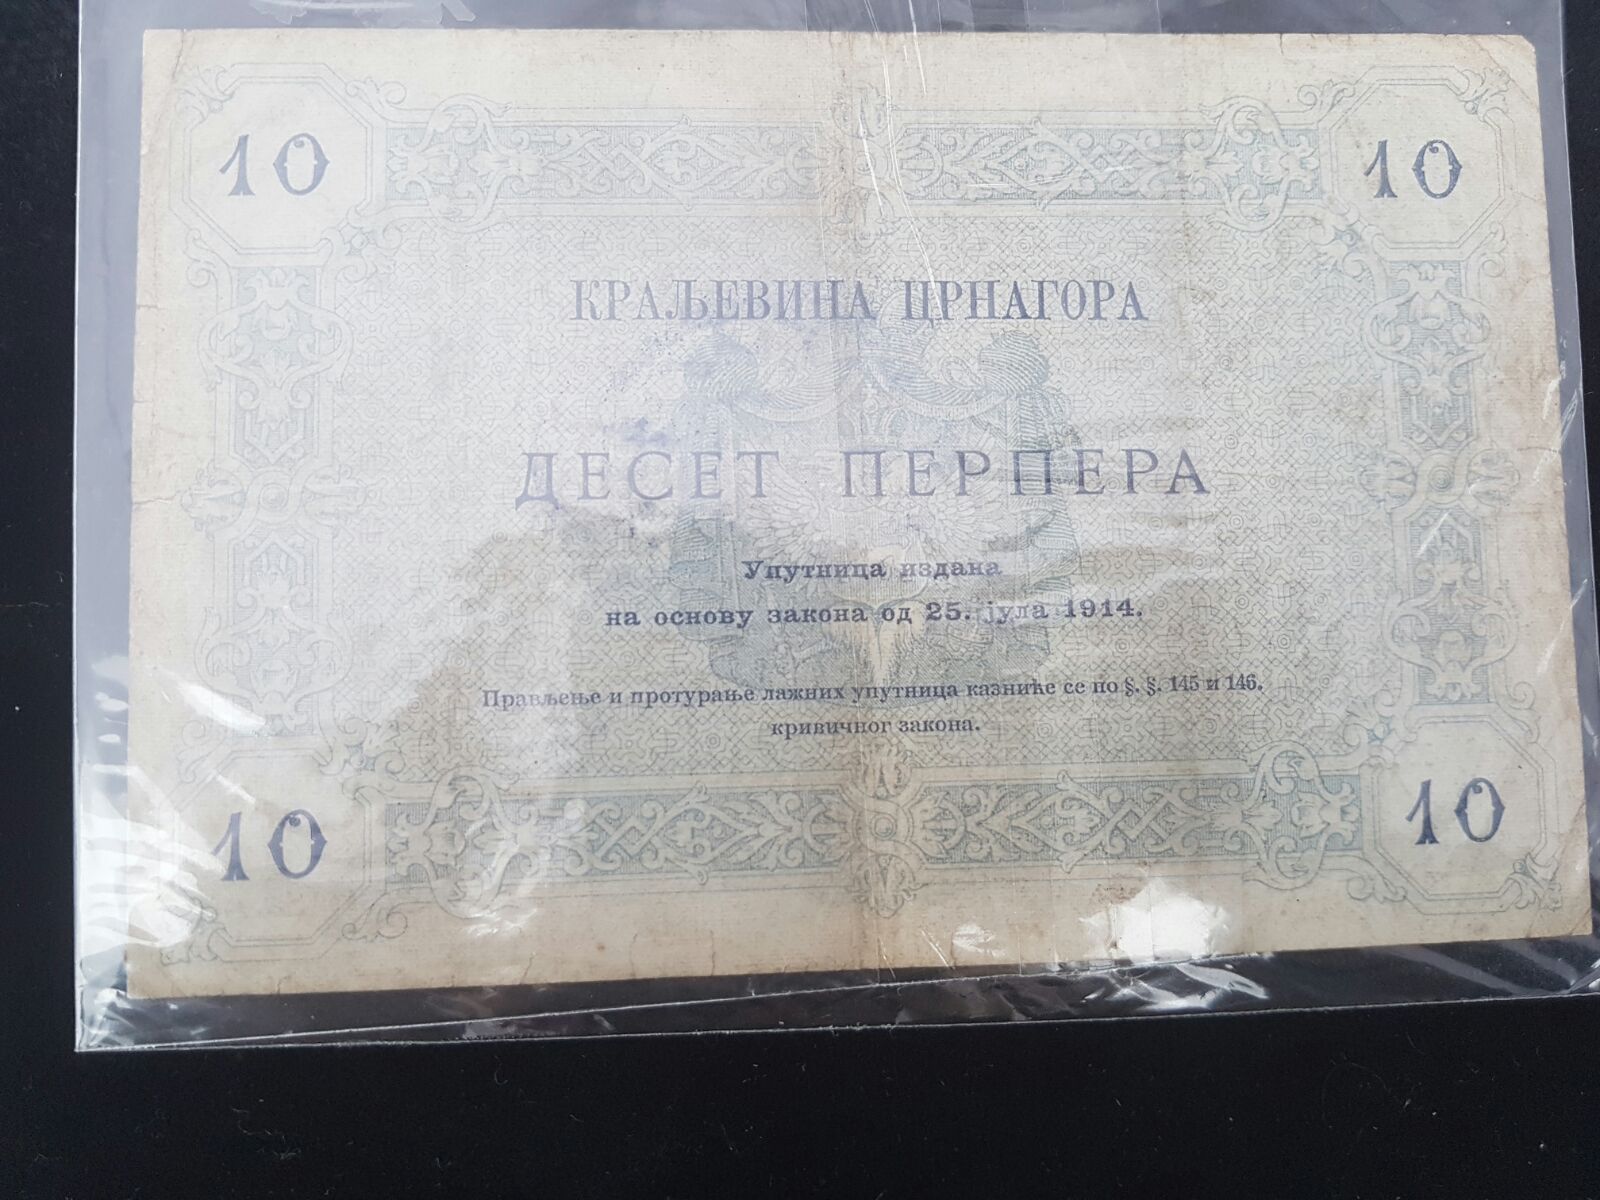 10 10
КРАЉЕВИНА ЦРНАГОРА
ДЕСЕТ ПЕРПЕРА
Упутница издана
на основу закона од 25. јула 1914.
Прављење и протурање лажних упутница казниће се по §. §. 145 и 146.
кривичног закона.
10 10